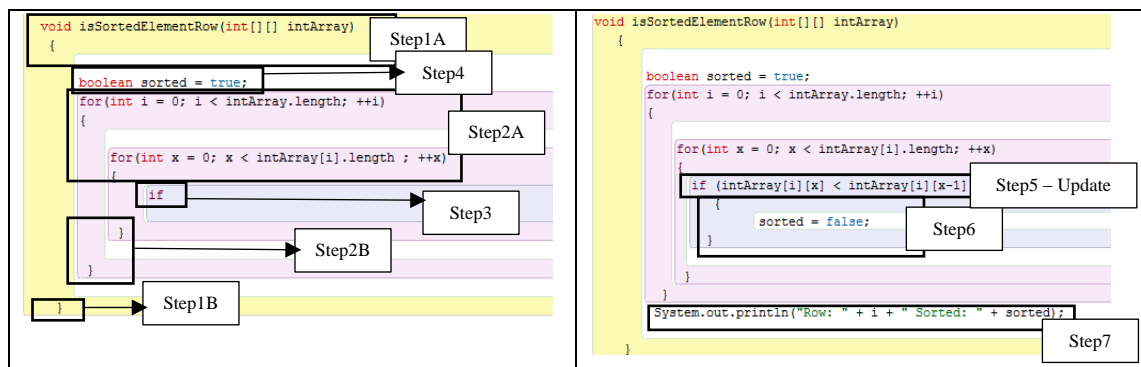 void isSortedElementRow(int[][] intArray)
{
Step1A
boolean sorted = true;
Step4
for(int i = 0; i < intArray.length; ++i)
{
Step2A
for(int x = 0; x < intArray[i].length ; ++x)
{
if
Step3
}
Step2B
}
Step1B
}
void isSortedElementRow(int[][] intArray)
{
boolean sorted = true;
for(int i = 0; i < intArray.length; ++i)
{
for(int x = 0; x < intArray[i].length; ++x)
{
if (intArray[i][x] < intArray[i][x-1]
Step5 – Update
{
sorted = false;
Step6
}
}
}
System.out.println("Row: " + i + " Sorted: " + sorted);
Step7
}